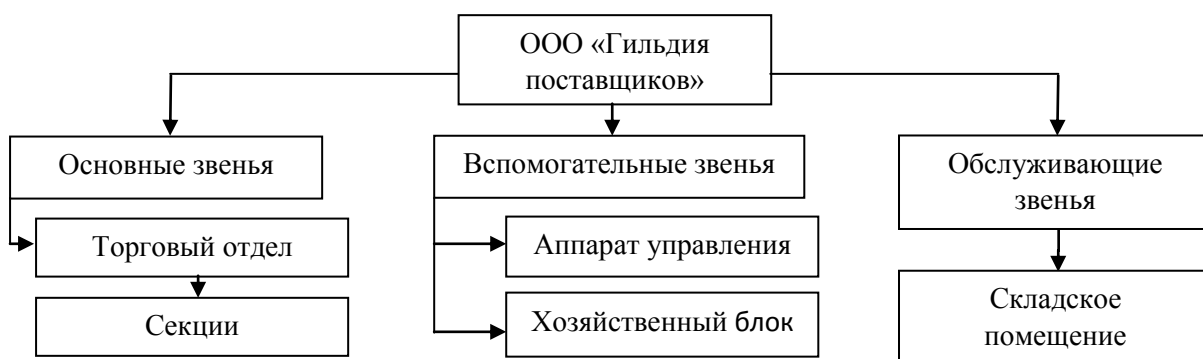 ООО «Гильдия
поставщиков»
Основные звенья
Вспомогательные звенья
Обслуживающие
звенья
Торговый отдел
Аппарат управления
Секции
Хозяйственный блок
Складское
помещение